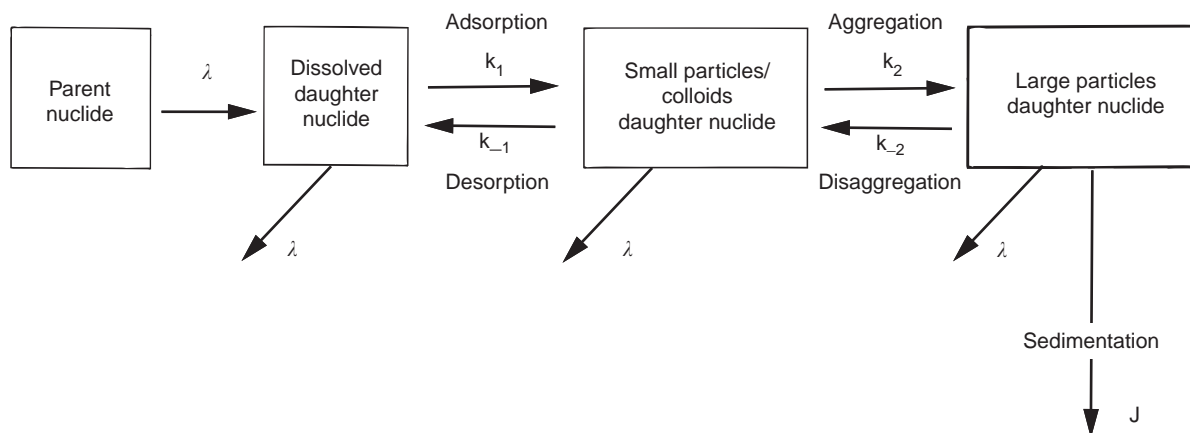 Adsorption
Aggregation
Parent
nuclide
λ
Dissolved
daughter
nuclide
k1
Small particles/
colloids
daughter nuclide
k2
Large particles
daughter nuclide
k–1
k–2
Desorption
Disaggregation
λ
λ
λ
Sedimentation
J